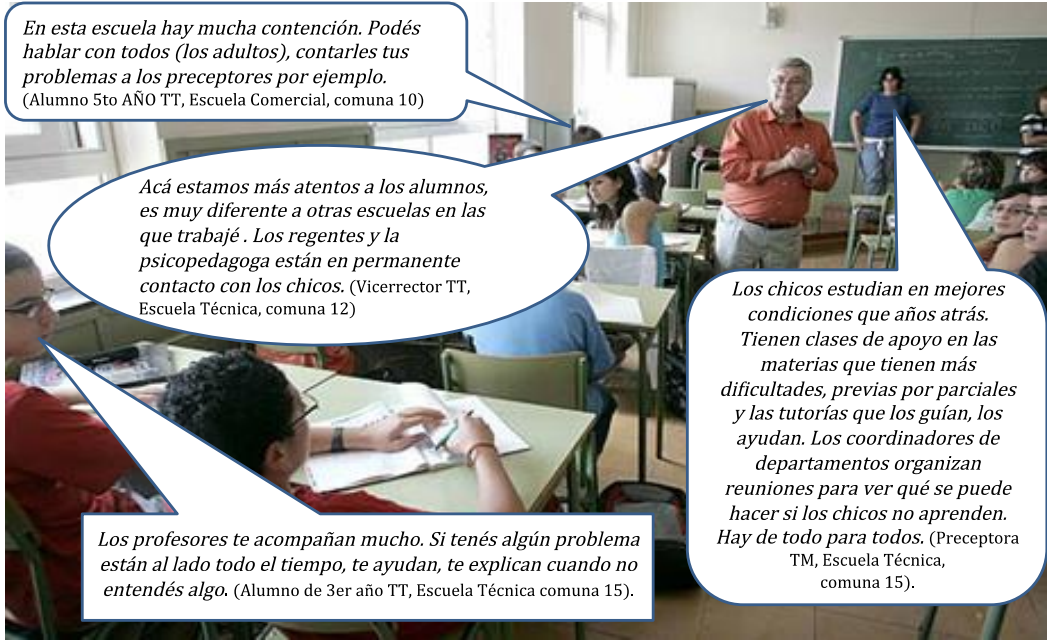 En esta escuela hay mucha contención. Podés
hablar con todos (los adultos), contarles tus
problemas a los preceptores por ejemplo.
(Alumno 5to AÑO TT, Escuela Comercial, comuna 10)
Acá estamos más atentos a los alumnos,
es muy diferente a otras escuelas en las
que trabajé . Los regentes y la
psicopedagoga están en permanente
contacto con los chicos. (Vicerrector TT,
Escuela Técnica, comuna 12)
Los chicos estudian en mejores
condiciones que años atrás.
Tienen clases de apoyo en las
materias que tienen más
dificultades, previas por parciales
y las tutorías que los guían, los
ayudan. Los coordinadores de
departamentos organizan
reuniones para ver qué se puede
hacer si los chicos no aprenden.
Hay de todo para todos. (Preceptora
TM, Escuela Técnica,
comuna 15).
Los profesores te acompañan mucho. Si tenés algún problema
están al lado todo el tiempo, te ayudan, te explican cuando no
entendés algo. (Alumno de 3er año TT, Escuela Técnica comuna 15).